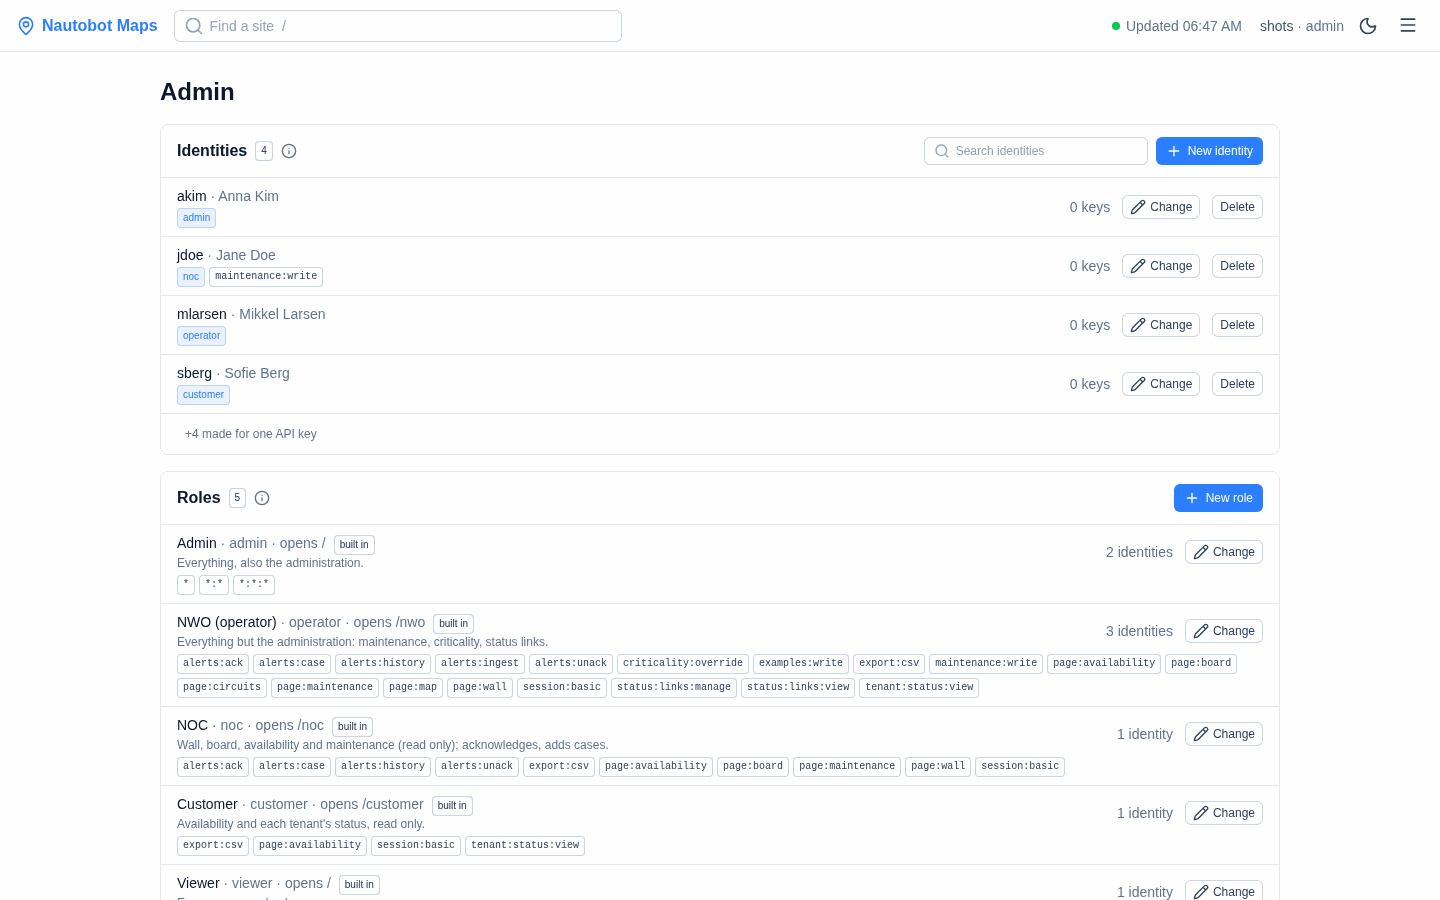 Nautobot Maps
Find a site /
Updated 06:47 AM
shots · admin
Admin
Identities 4
Search identities
New identity
akim · Anna Kim
admin
0 keys
Change
Delete
jdoe · Jane Doe
noc maintenance:write
0 keys
Change
Delete
mlarsen · Mikkel Larsen
operator
0 keys
Change
Delete
sberg · Sofie Berg
customer
0 keys
Change
Delete
+4 made for one API key
Roles 5
New role
Admin · admin · opens / built in
Everything, also the administration.
* *:* *:*:*
2 identities
Change
NWO (operator) · operator · opens /nwo built in
Everything but the administration: maintenance, criticality, status links.
alerts:ack alerts:case alerts:history alerts:ingest alerts:unack criticality:override examples:write export:csv maintenance:write page:availability page:board
page:circuits page:maintenance page:map page:wall session:basic status:links:manage status:links:view tenant:status:view
3 identities
Change
NOC · noc · opens /noc built in
Wall, board, availability and maintenance (read only); acknowledges, adds cases.
alerts:ack alerts:case alerts:history alerts:unack export:csv page:availability page:board page:maintenance page:wall session:basic
1 identity
Change
Customer · customer · opens /customer built in
Availability and each tenant's status, read only.
export:csv page:availability session:basic tenant:status:view
1 identity
Change
Viewer · viewer · opens / built in
1 identity
Change